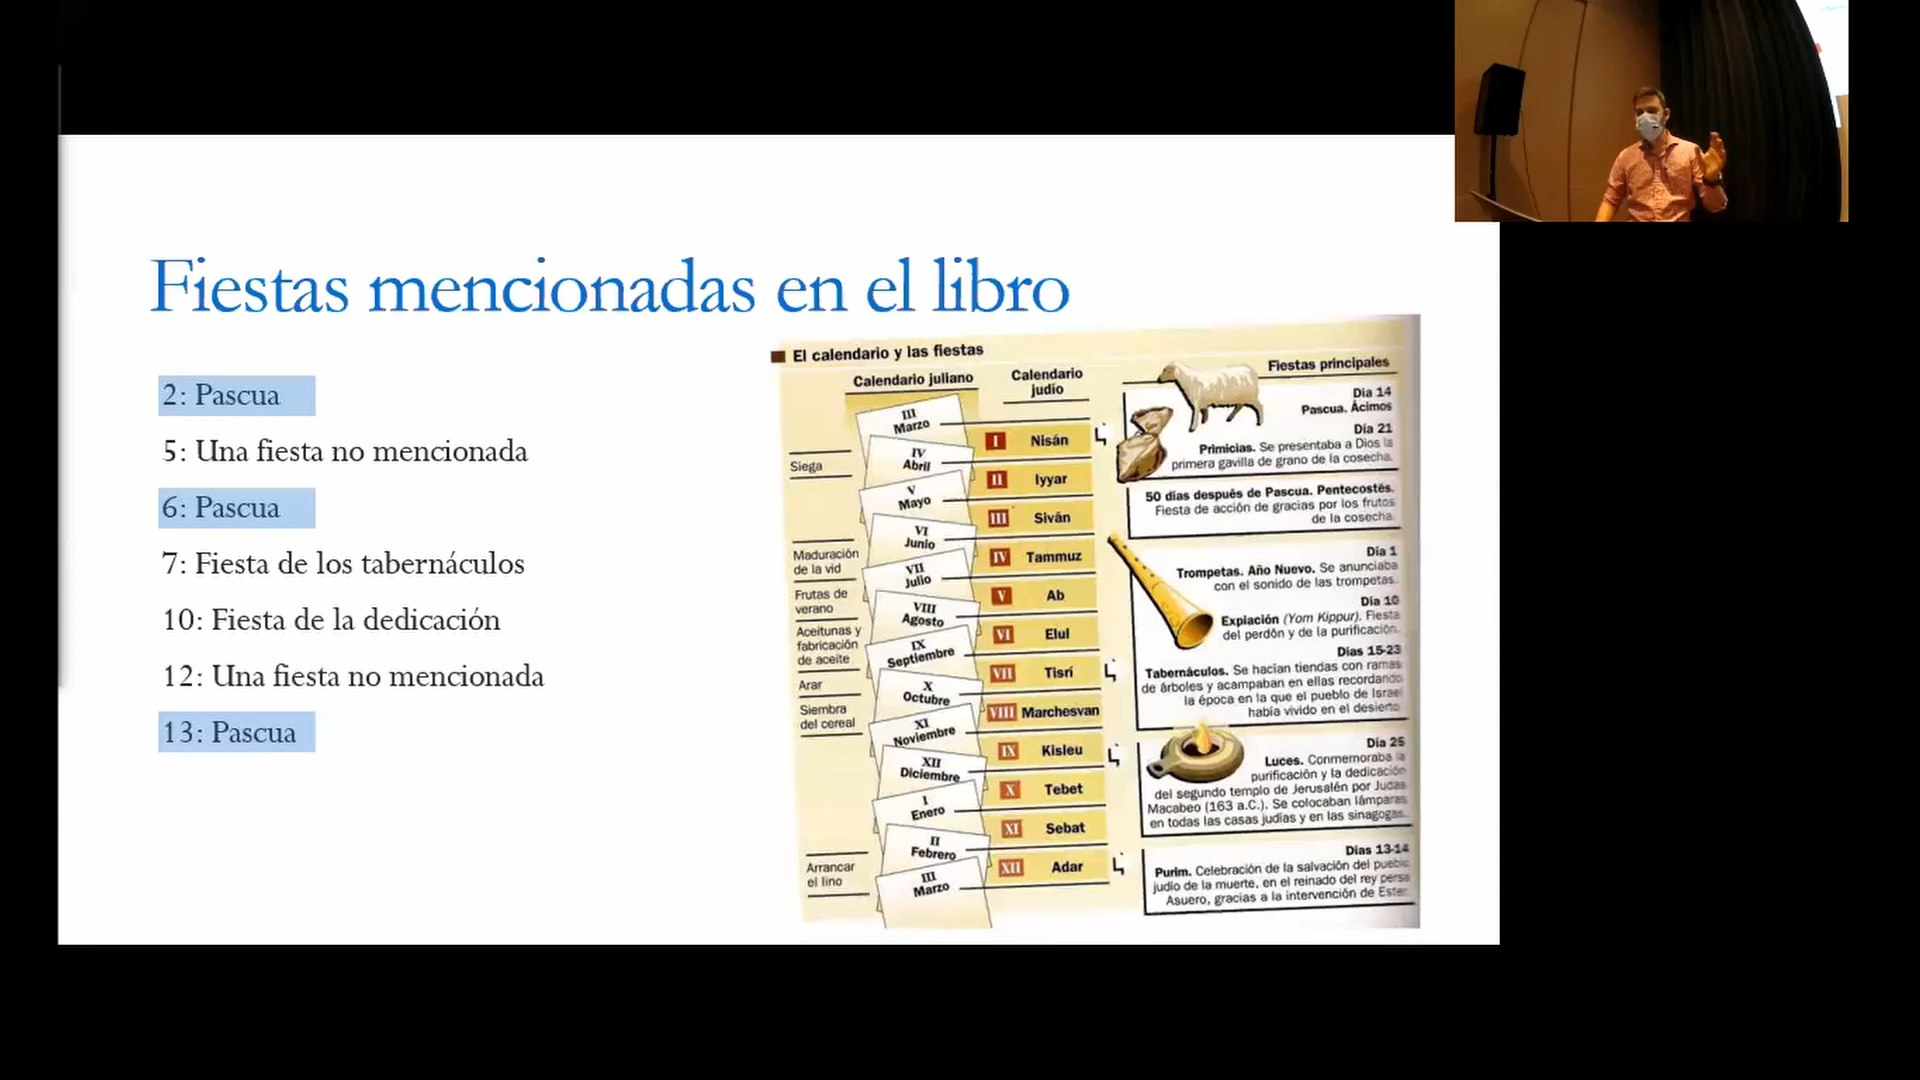 Fiestas mencionadas en el libro
2: Pascua
5: Una fiesta no mencionada
6: Pascua
7: Fiesta de los tabernáculos
10: Fiesta de la dedicación
12: Una fiesta no mencionada
13: Pascua
El calendario y las fiestas
Calendario juliano
Calendario
judío
Fiestas principales
Siega
Maduración
de la vid
Frutas de
verano
Aceitunas y
fabricación
de aceite
Arar
Siembra
del cereal
Arrancar
el lino
III
Marzo
IV
Abril
V
Mayo
VI
Junio
VII
Julio
VIII
Agosto
IX
Septiembre
X
Octubre
XI
Noviembre
XII
Diciembre
I
Enero
II
Febrero
III
Marzo
I Nisán
II Iyyar
III Siván
IV Tammuz
V Ab
VI Elul
VII Tisrí
VIII Marchesvan
IX Kisleu
X Tebet
XI Sebat
XII Adar
Día 14
Pascua. Ácimos
Día 21
Primicias. Se presentaba a Dios la
primera gavilla de grano de la cosecha.
50 días después de Pascua. Pentecostés.
Fiesta de acción de gracias por los frutos
de la cosecha.
Día 1
Trompetas. Año Nuevo. Se anunciaba
con el sonido de las trompetas.
Día 10
Expiación (Yom Kippur). Fiesta
del perdón y de la purificación.
Días 15-23
Tabernáculos. Se hacían tiendas con ramas
de árboles y acampaban en ellas recordando
la época en la que el pueblo de Israel
había vivido en el desierto
Día 25
Luces. Conmemoraba la
purificación y la dedicación
del segundo templo de Jerusalén por Judas
Macabeo (163 a.C.). Se colocaban lámparas
en todas las casas judías y en las sinagogas.
Días 13-14
Purim. Celebración de la salvación del pueblo
judío de la muerte, en el reinado del rey persa
Asuero, gracias a la intervención de Ester.